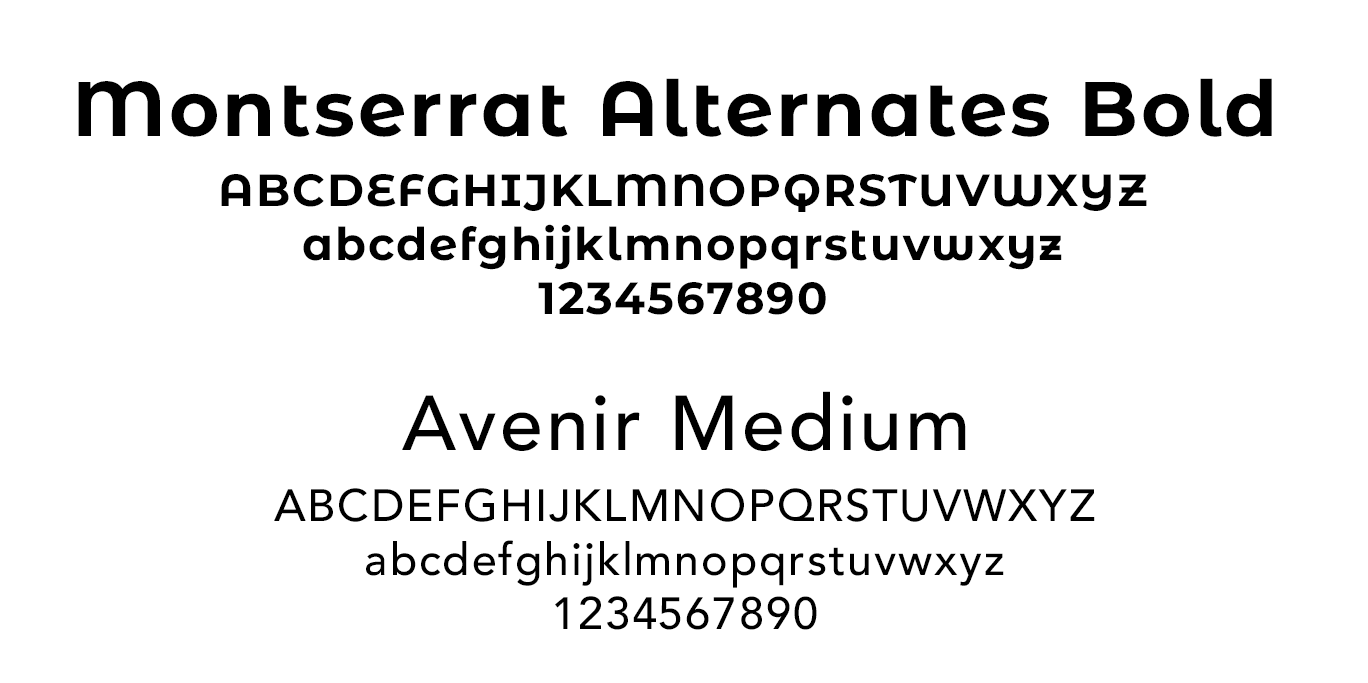 Montserrat Alternates Bold
ABCDEFGHIJKLMNOPQRSTUVWXYZ
abcdefghijklmnopqrstuvwxyz
1234567890
Avenir Medium
ABCDEFGHIJKLMNOPQRSTUVWXYZ
abcdefghijklmnopqrstuvwxyz
1234567890